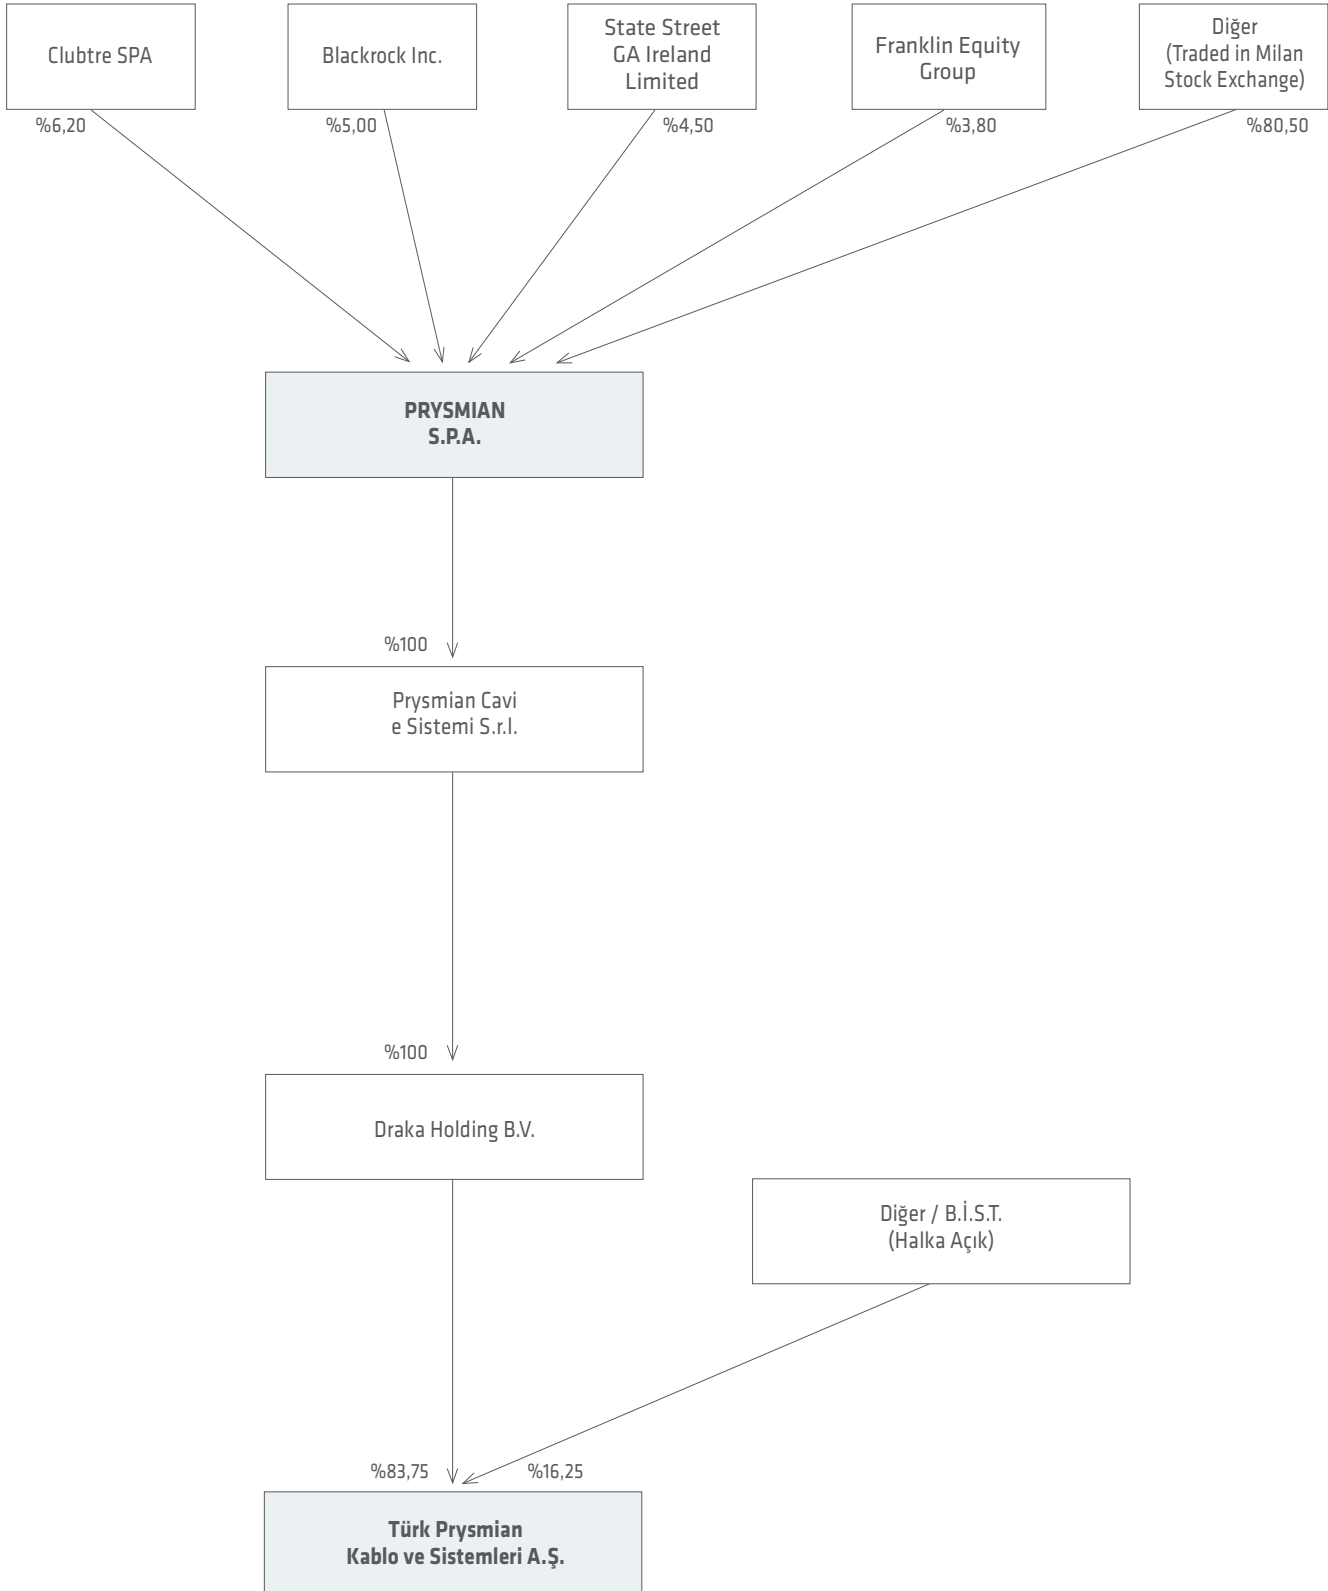 Clubtre SPA
Blackrock Inc.
State Street
GA Ireland
Limited
Franklin Equity
Group
Diğer
(Traded in Milan
Stock Exchange)
%6,20
%5,00
%4,50
%3,80
%80,50
PRYSMIAN
S.P.A.
%100
Prysmian Cavi
e Sistemi S.r.l.
%100
Draka Holding B.V.
Diğer / B.İ.S.T.
(Halka Açık)
%83,75
%16,25
Türk Prysmian
Kablo ve Sistemleri A.Ş.